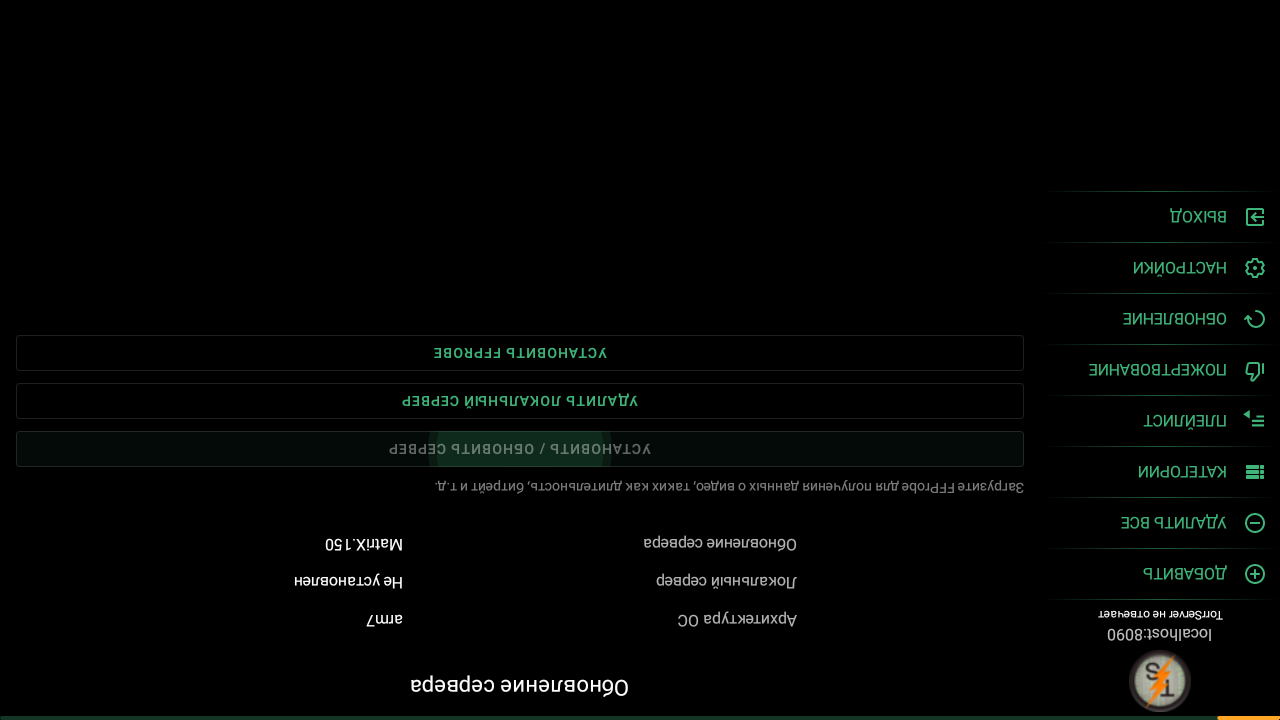 TS
localhost:8090
TorrServer не отвечает
ДОБАВИТЬ
УДАЛИТЬ ВСЕ
КАТЕГОРИИ
ПЛЕЙЛИСТ
ПОЖЕРТВОВАНИЕ
ОБНОВЛЕНИЕ
НАСТРОЙКИ
ВЫХОД
Обновление сервера
Архитектура ОС arm7
Локальный сервер Не установлен
Обновление сервера MatriX.150
Загрузите FFProbe для получения данных о видео, таких как длительность, битрейт и т.д.
УСТАНОВИТЬ / ОБНОВИТЬ СЕРВЕР
УДАЛИТЬ ЛОКАЛЬНЫЙ СЕРВЕР
УСТАНОВИТЬ FFPROBE